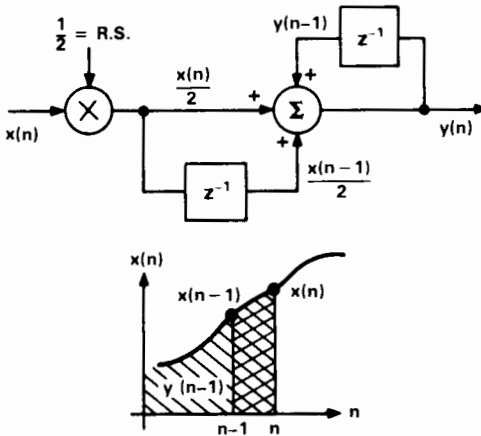 1/2 = R.S.
y(n−1)
z⁻¹
x(n)/2
+
+
X
Σ
x(n)
y(n)
+
z⁻¹
x(n−1)/2
x(n)
x(n−1)
x(n)
y (n−1)
n
n−1
n